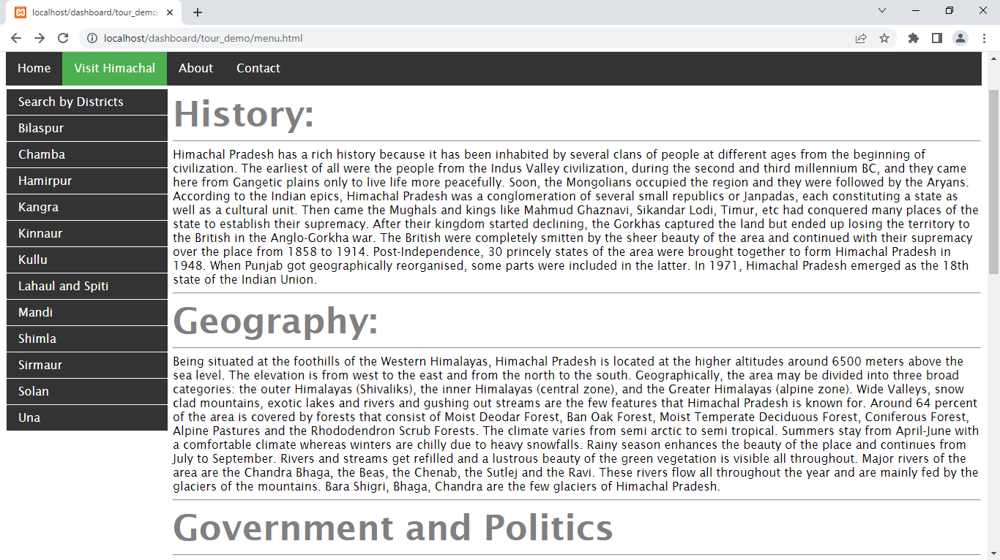 localhost/dashboard/tour_demo/
localhost/dashboard/tour_demo/menu.html
Home Visit Himachal About Contact
Search by Districts
Bilaspur
Chamba
Hamirpur
Kangra
Kinnaur
Kullu
Lahaul and Spiti
Mandi
Shimla
Sirmaur
Solan
Una
History:
Himachal Pradesh has a rich history because it has been inhabited by several clans of people at different ages from the beginning of
civilization. The earliest of all were the people from the Indus Valley civilization, during the second and third millennium BC, and they came
here from Gangetic plains only to live life more peacefully. Soon, the Mongolians occupied the region and they were followed by the Aryans.
According to the Indian epics, Himachal Pradesh was a conglomeration of several small republics or Janpadas, each constituting a state as
well as a cultural unit. Then came the Mughals and kings like Mahmud Ghaznavi, Sikandar Lodi, Timur, etc had conquered many places of the
state to establish their supremacy. After their kingdom started declining, the Gorkhas captured the land but ended up losing the territory to
the British in the Anglo-Gorkha war. The British were completely smitten by the sheer beauty of the area and continued with their supremacy
over the place from 1858 to 1914. Post-Independence, 30 princely states of the area were brought together to form Himachal Pradesh in
1948. When Punjab got geographically reorganised, some parts were included in the latter. In 1971, Himachal Pradesh emerged as the 18th
state of the Indian Union.
Geography:
Being situated at the foothills of the Western Himalayas, Himachal Pradesh is located at the higher altitudes around 6500 meters above the
sea level. The elevation is from west to the east and from the north to the south. Geographically, the area may be divided into three broad
categories: the outer Himalayas (Shivaliks), the inner Himalayas (central zone), and the Greater Himalayas (alpine zone). Wide Valleys, snow
clad mountains, exotic lakes and rivers and gushing out streams are the few features that Himachal Pradesh is known for. Around 64 percent
of the area is covered by forests that consist of Moist Deodar Forest, Ban Oak Forest, Moist Temperate Deciduous Forest, Coniferous Forest,
Alpine Pastures and the Rhododendron Scrub Forests. The climate varies from semi arctic to semi tropical. Summers stay from April-June with
a comfortable climate whereas winters are chilly due to heavy snowfalls. Rainy season enhances the beauty of the place and continues from
July to September. Rivers and streams get refilled and a lustrous beauty of the green vegetation is visible all throughout. Major rivers of the
area are the Chandra Bhaga, the Beas, the Chenab, the Sutlej and the Ravi. These rivers flow all throughout the year and are mainly fed by the
glaciers of the mountains. Bara Shigri, Bhaga, Chandra are the few glaciers of Himachal Pradesh.
Government and Politics